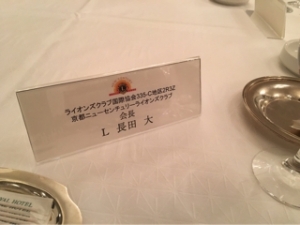 ライオンズクラブ国際協会335-C地区2R3Z
京都ニューセンチュリーライオンズクラブ
会長
L 長田 大
HOTEL